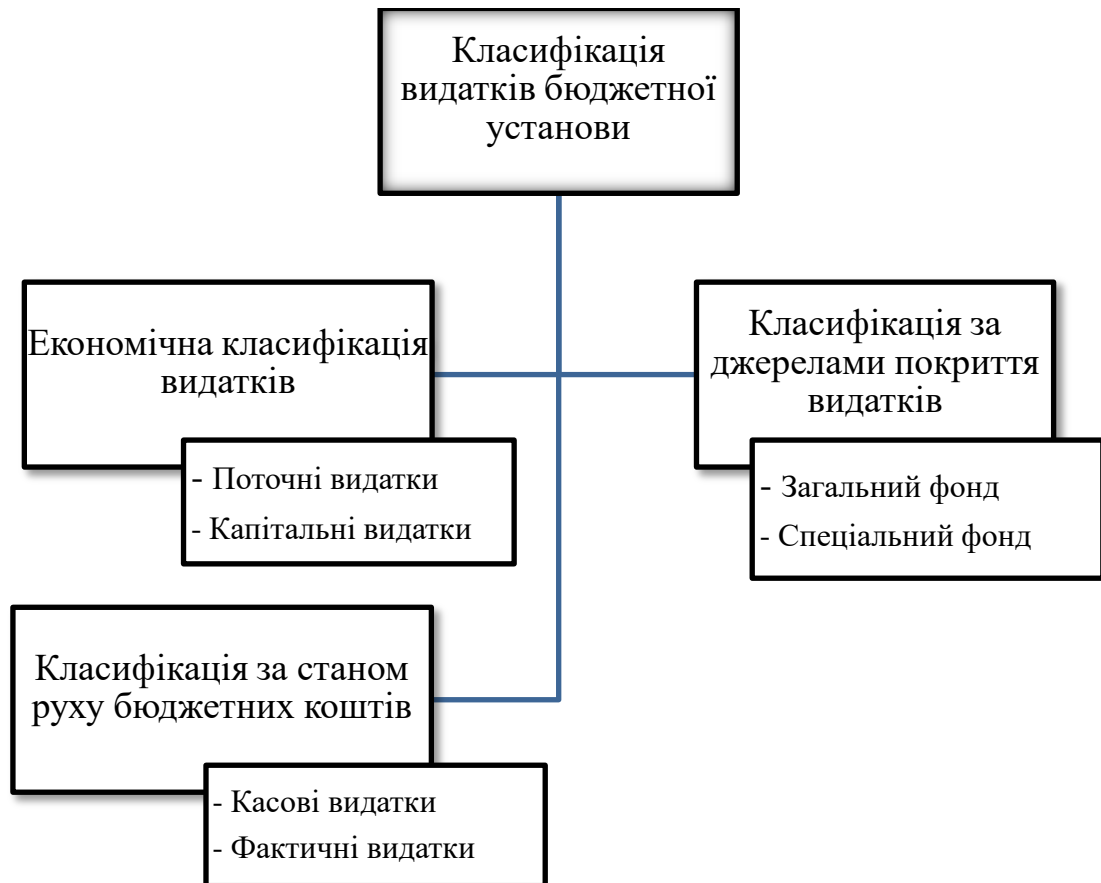 Класифікація
видатків бюджетної
установи
Економічна класифікація
видатків
- Поточні видатки
- Капітальні видатки
Класифікація за
джерелами покриття
видатків
- Загальний фонд
- Спеціальний фонд
Класифікація за станом
руху бюджетних коштів
- Касові видатки
- Фактичні видатки